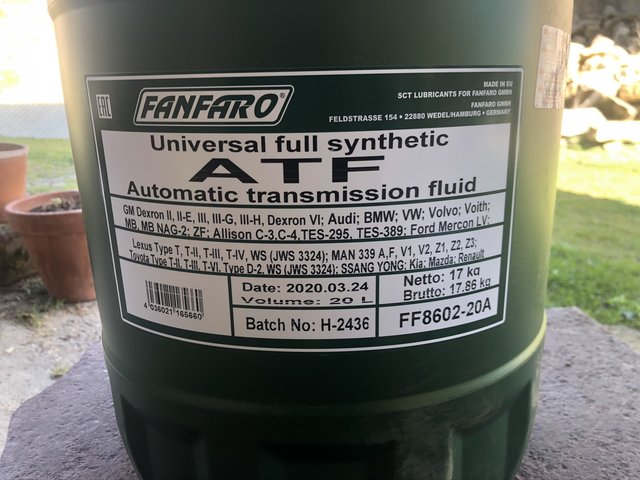 EAC
FANFARO®
MADE IN EU
SCT LUBRICANTS FOR FANFARO GMBH
FANFARO GMBH
FELDSTRASSE 154 • 22880 WEDEL/HAMBURG • GERMANY
Universal full synthetic
ATF
Automatic transmission fluid
GM Dexron II, II-E, III, III-G, III-H, Dexron VI; Audi; BMW; VW; Volvo; Voith;
MB, MB NAG-2; ZF; Allison C-3,C-4,TES-295, TES-389; Ford Mercon LV;
Lexus Type T, T-II, T-III, T-IV, WS (JWS 3324); MAN 339 A,F, V1, V2, Z1, Z2, Z3;
Toyota Type T-II, T-III, T-VI, Type D-2, WS (JWS 3324); SSANG YONG; Kia; Mazda; Renault
4 036021 165660
Date: 2020.03.24
Volume: 20 L
Netto: 17 kg
Brutto: 17.86 kg
Batch No: H-2436
FF8602-20A